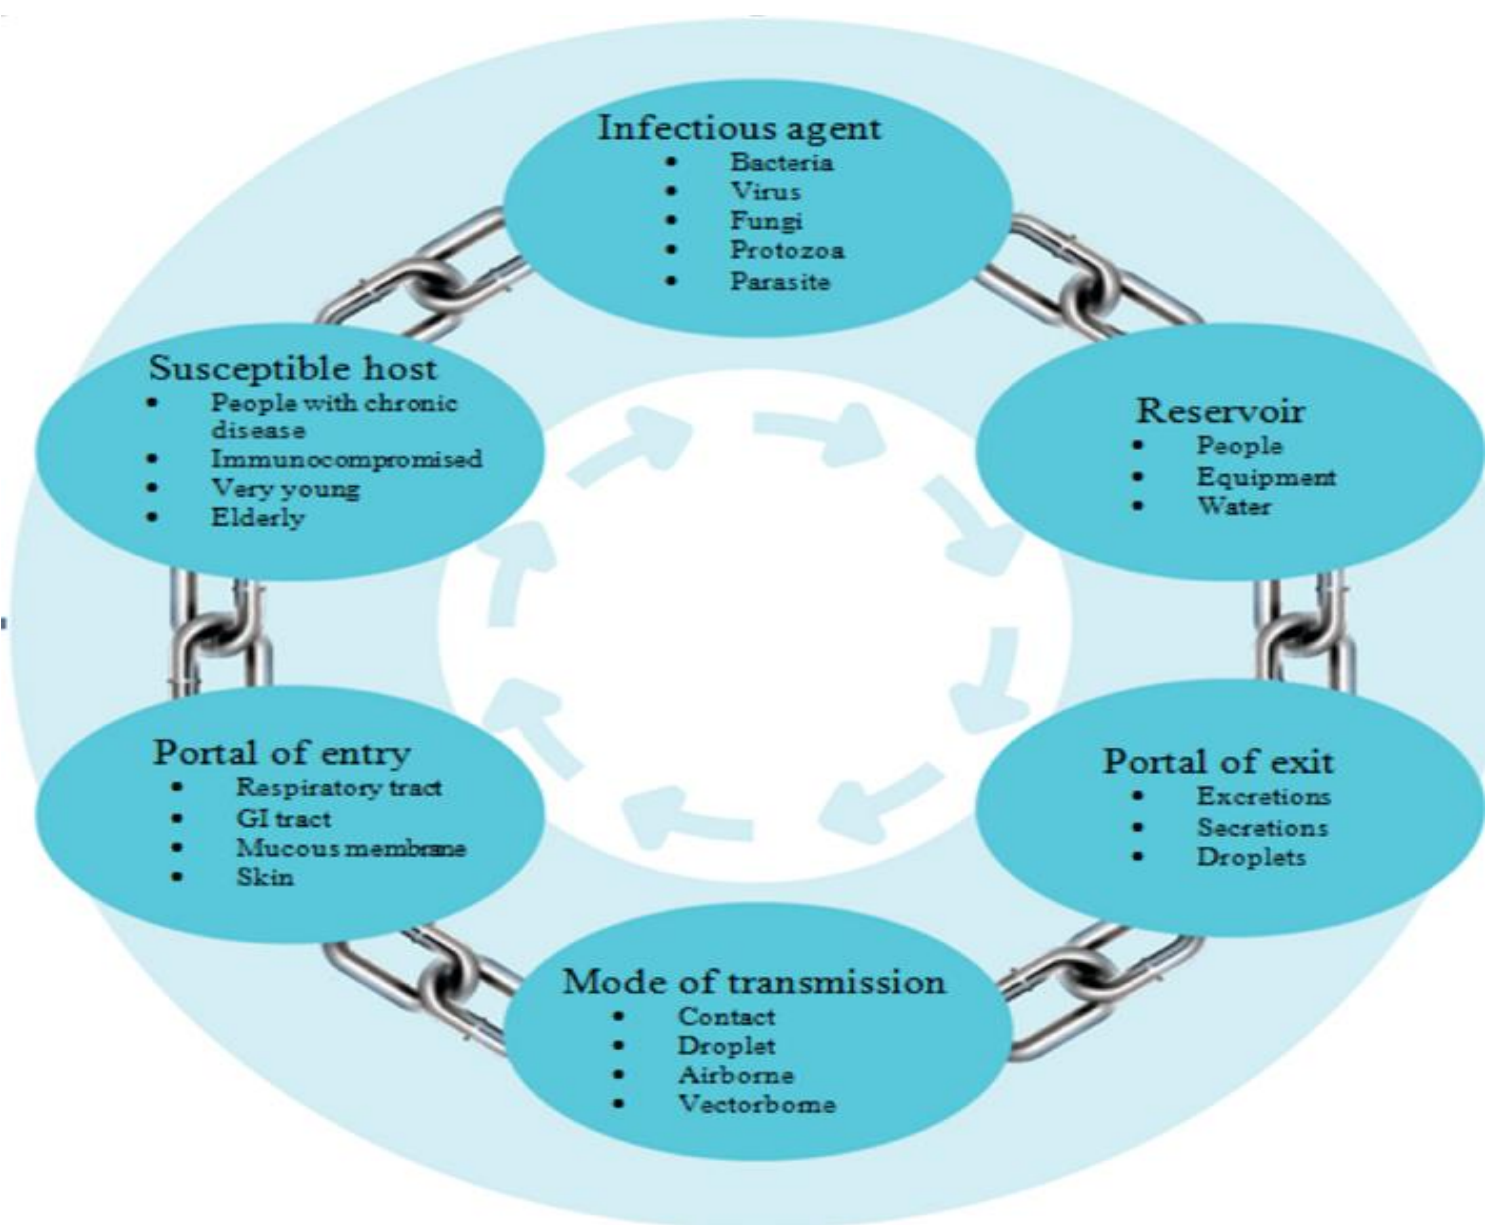 Infectious agent
• Bacteria
• Virus
• Fungi
• Protozoa
• Parasite
Reservoir
• People
• Equipment
• Water
Portal of exit
• Excretions
• Secretions
• Droplets
Mode of transmission
• Contact
• Droplet
• Airborne
• Vectorborne
Portal of entry
• Respiratory tract
• GI tract
• Mucous membrane
• Skin
Susceptible host
• People with chronic
disease
• Immunocompromised
• Very young
• Elderly